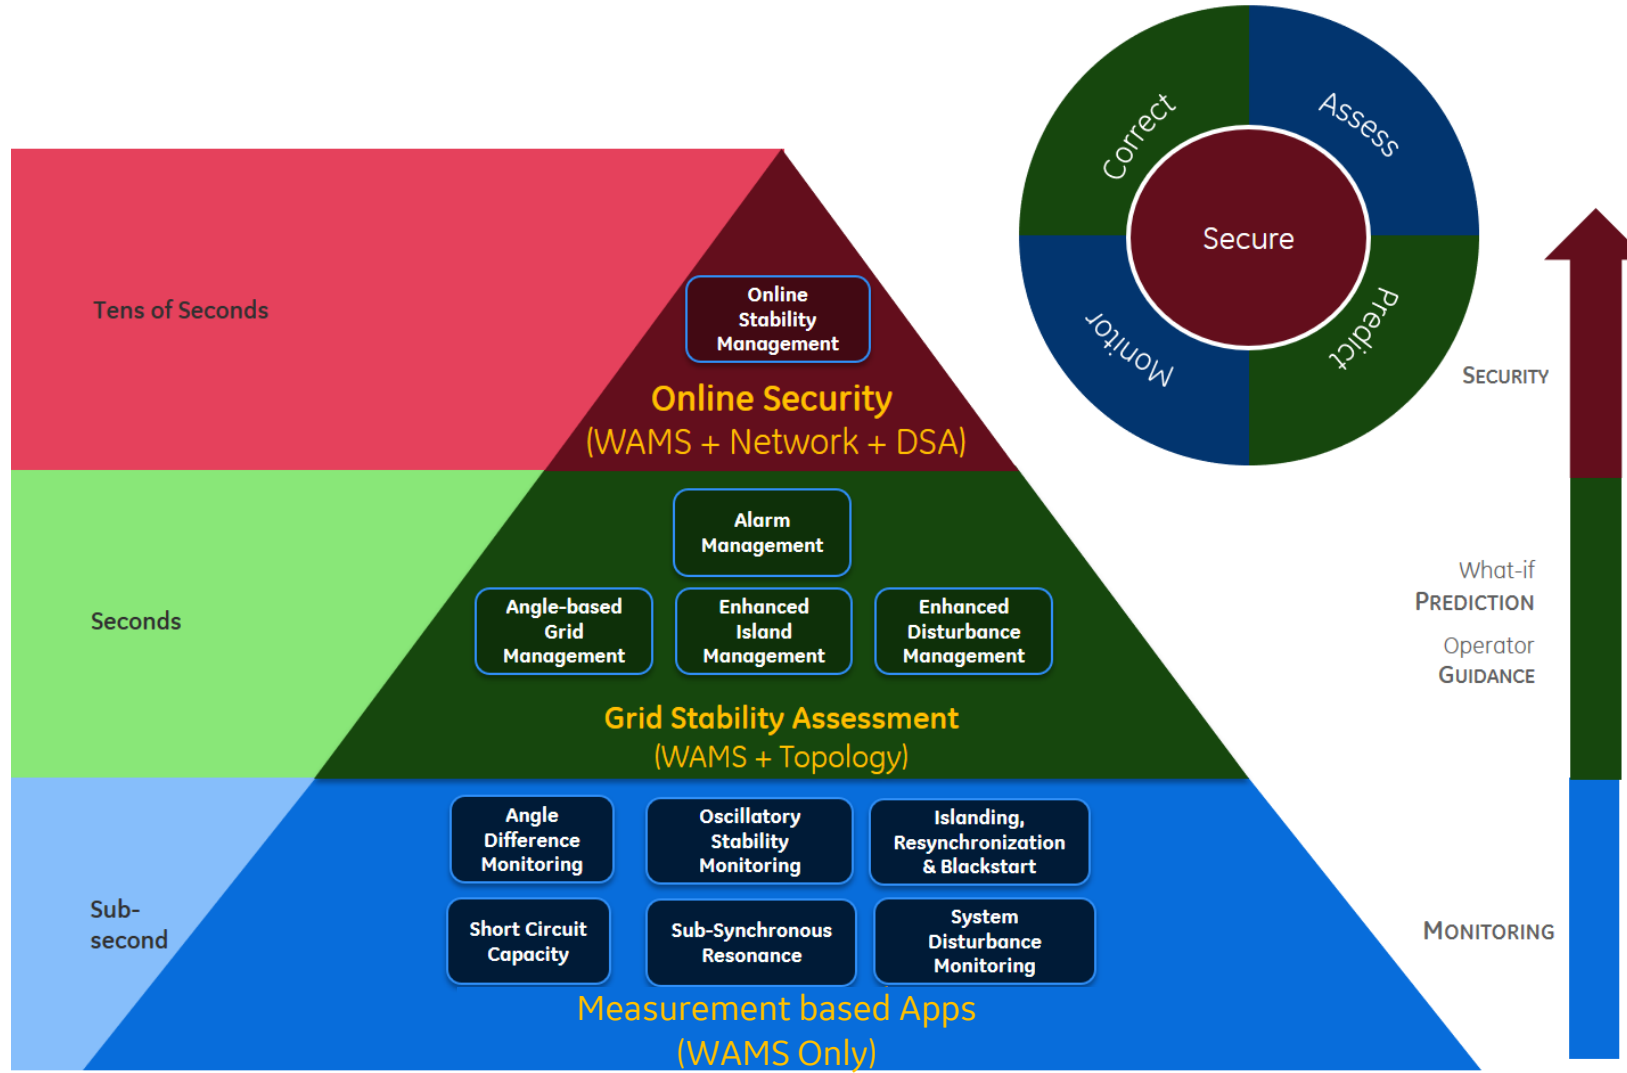 Correct
Assess
Secure
Monitor
Predict
Tens of Seconds
Online
Stability
Management
Online Security
(WAMS + Network + DSA)
SECURITY
Seconds
Alarm
Management
Angle-based
Grid
Management
Enhanced
Island
Management
Enhanced
Disturbance
Management
Grid Stability Assessment
(WAMS + Topology)
What-if
PREDICTION
Operator
GUIDANCE
Sub-
second
Angle
Difference
Monitoring
Oscillatory
Stability
Monitoring
Islanding,
Resynchronization
& Blackstart
Short Circuit
Capacity
Sub-Synchronous
Resonance
System
Disturbance
Monitoring
Measurement based Apps
(WAMS Only)
MONITORING